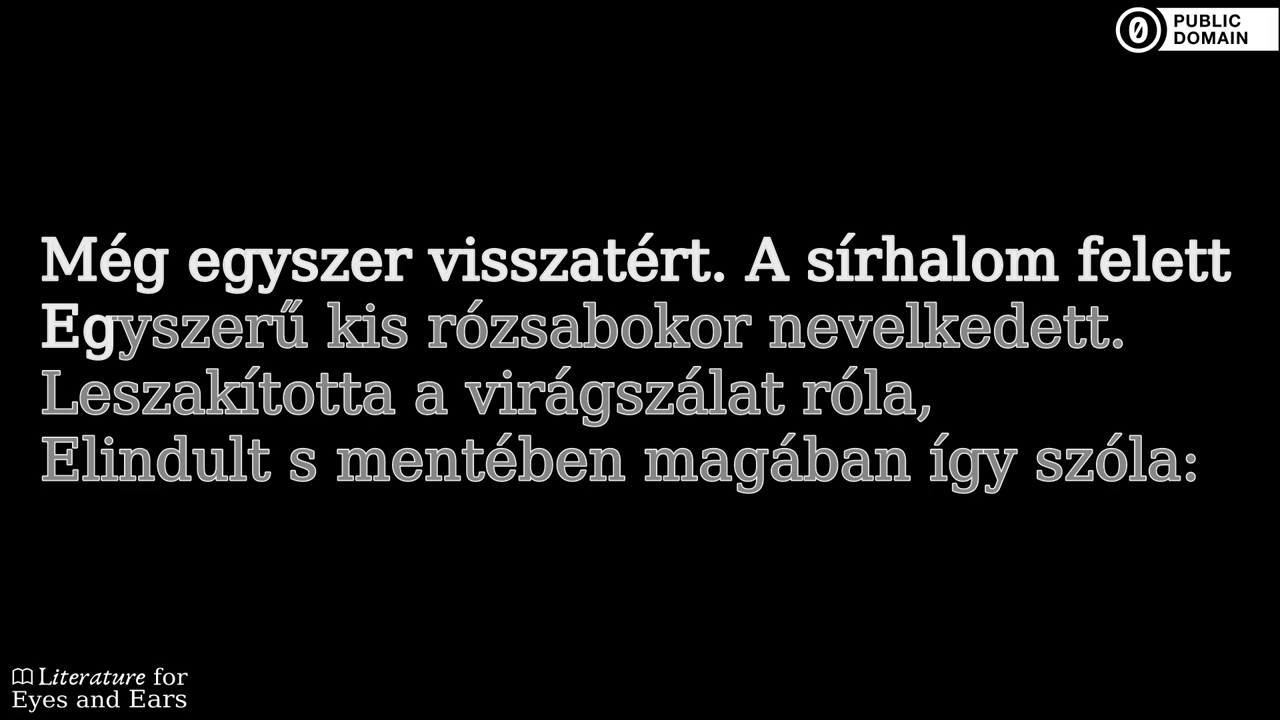 PUBLIC
DOMAIN
Még egyszer visszatért. A sírhalom felett
Egyszerű kis rózsabokor nevelkedett.
Leszakította a virágszálat róla,
Elindult s mentében magában így szóla:
Literature for
Eyes and Ears